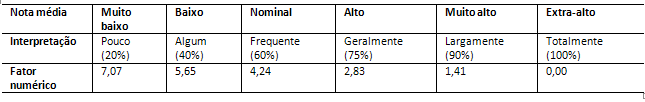 Nota média Muito baixo Baixo Nominal Alto Muito alto Extra-alto
Interpretação Pouco (20%) Algum (40%) Frequente (60%) Geralmente (75%) Largamente (90%) Totalmente (100%)
Fator numérico 7,07 5,65 4,24 2,83 1,41 0,00